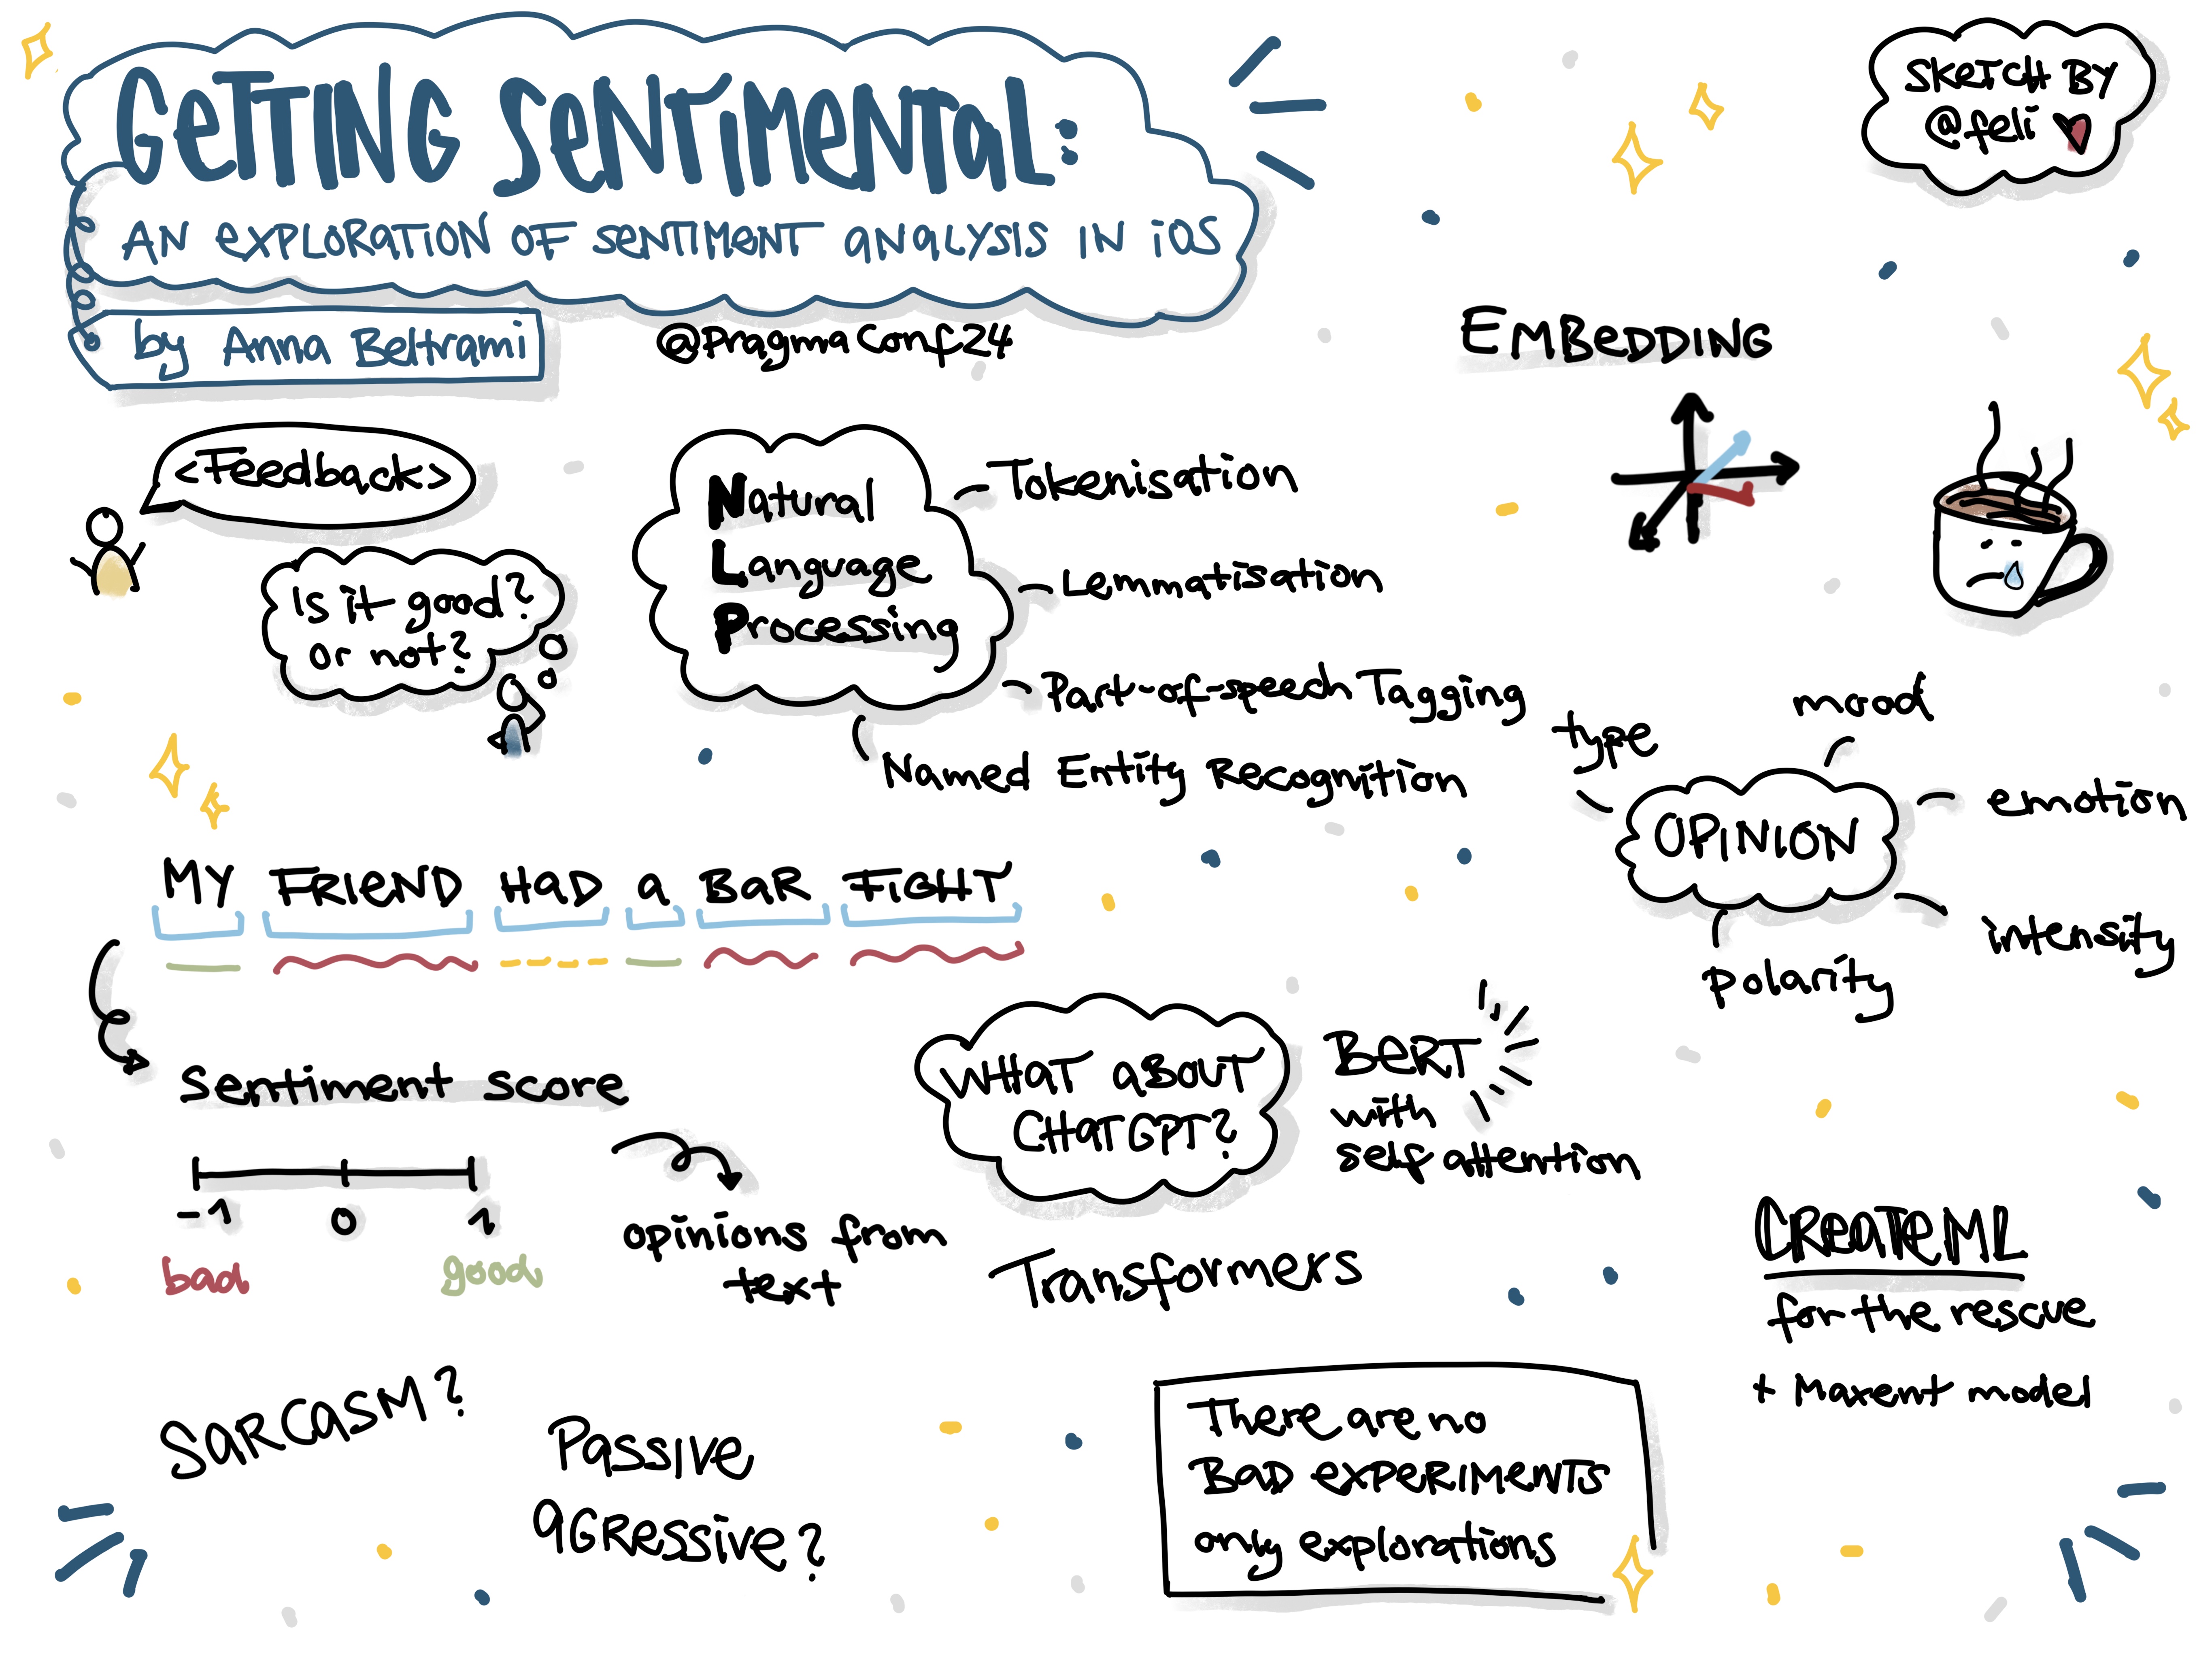 GETTING SENTIMENTAL:
AN EXPLORATION OF SENTIMENT ANALYSIS IN iOS
by Anna Beltrami
@PragmaConf24
SKETCH BY
@feli
<Feedback>
Is it good?
Or not?
Natural
Language
Processing
Tokenisation
Lemmatisation
Part-of-speech Tagging
Named Entity Recognition
EMBEDDING
type
mood
OPINION
emotion
intensity
polarity
MY FRIEND HAD a BAR FIGHT
Sentiment score
-1 0 1
bad good
opinions from
text
WHAT ABOUT
CHATGPT?
BERT
with
self attention
Transformers
CREATEML
for the rescue
+ Maxent model
SARCASM?
PASSIVE
AGRESSIVE?
There are no
BAD EXPERIMENTS
only explorations